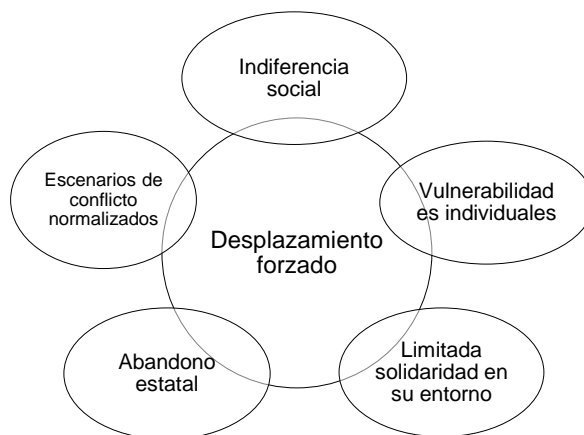 Indiferencia
social
Escenarios de
conflicto
normalizados
Vulnerabilidad
es individuales
Desplazamiento
forzado
Abandono
estatal
Limitada
solidaridad en
su entorno